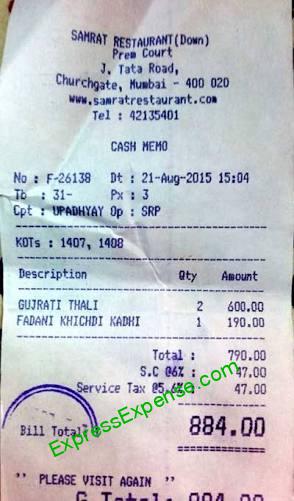 SAMRAT RESTAURANT(Down)
Prem Court
J. Tata Road,
Churchgate, Mumbai - 400 020
www.samratrestaurant.com
Tel : 42135401
CASH MEMO
No : F-26138 Dt : 21-Aug-2015 15:04
Tb : 31- Px : 3
Cpt : UPADHYAY Op : SRP
KOTs : 1407, 1408
Description Qty Amount
GUJRATI THALI 2 600.00
FADANI KHICHDI KADHI 1 190.00
Total : 790.00
S.C @6% : 47.00
Service Tax @5.6% : 47.00
Bill Total 884.00
ExpressExpense.com
'' PLEASE VISIT AGAIN ''
G Total 884.00